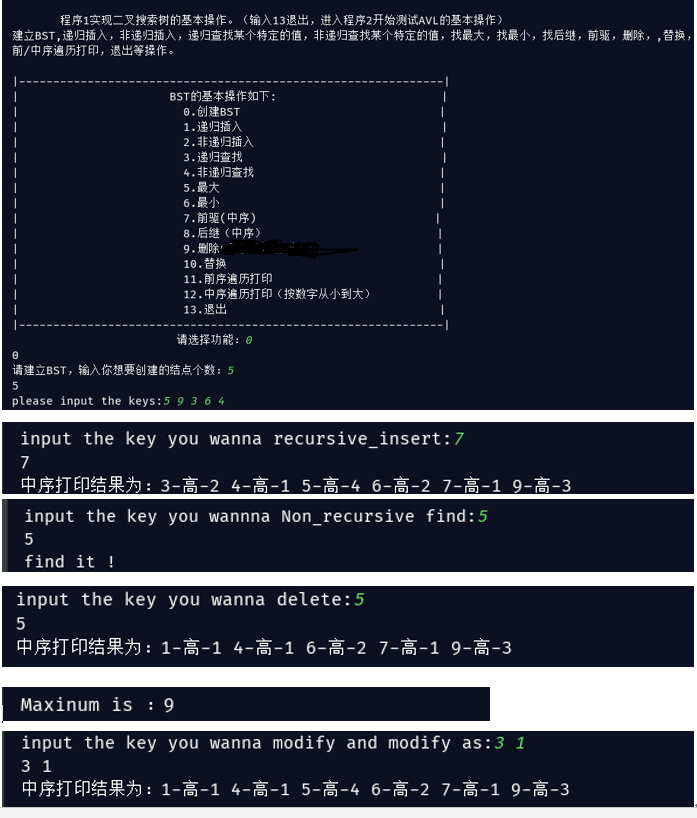 程序1实现二叉搜索树的基本操作。（输入13退出，进入程序2开始测试AVL的基本操作）
建立BST,递归插入，非递归插入，递归查找某个特定的值，非递归查找某个特定的值，找最大，找最小，找后继，前驱，删除，,替换，
前/中序遍历打印，退出等操作。
|--------------------------------------------------------------|
| BST的基本操作如下: |
| 0.创建BST |
| 1.递归插入 |
| 2.非递归插入 |
| 3.递归查找 |
| 4.非递归查找 |
| 5.最大 |
| 6.最小 |
| 7.前驱(中序) |
| 8.后继（中序） |
| 9.删除 |
| 10.替换 |
| 11.前序遍历打印 |
| 12.中序遍历打印（按数字从小到大） |
| 13.退出 |
|--------------------------------------------------------------|
请选择功能：0
0
请建立BST，输入你想要创建的结点个数：5
5
please input the keys:5 9 3 6 4
input the key you wanna recursive_insert:7
7
中序打印结果为：3-高-2 4-高-1 5-高-4 6-高-2 7-高-1 9-高-3
input the key you wannna Non_recursive find:5
5
find it !
input the key you wanna delete:5
5
中序打印结果为：1-高-1 4-高-1 6-高-2 7-高-1 9-高-3
Maxinum is ：9
input the key you wanna modify and modify as:3 1
3 1
中序打印结果为：1-高-1 4-高-1 5-高-4 6-高-2 7-高-1 9-高-3